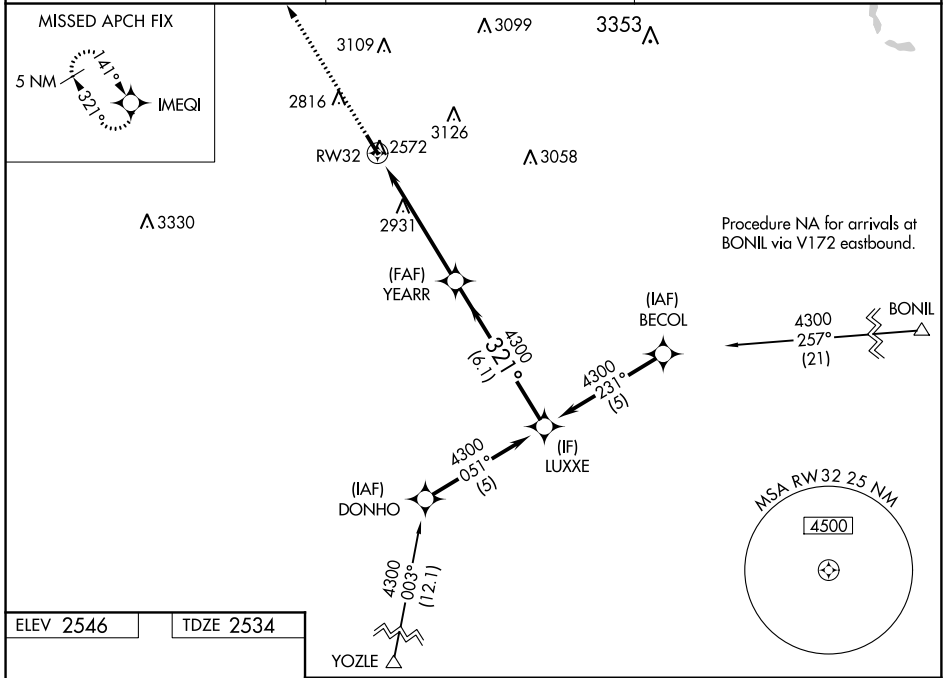 MISSED APCH FIX
5 NM
141°
321°
IMEQI
3109
3099
3353
2816
3126
RW32
2572
3058
3330
2931
Procedure NA for arrivals at
BONIL via V172 eastbound.
(FAF)
YEARR
(IAF)
BECOL
BONIL
4300
257°
(21)
4300
321°
(6.1)
4300
231°
(5)
(IF)
LUXXE
4300
051°
(5)
(IAF)
DONHO
MSA RW32 25 NM
4500
4300
003°
(12.1)
ELEV 2546
TDZE 2534
YOZLE